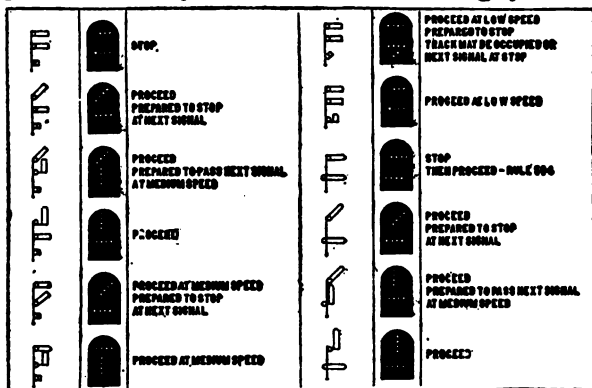 STOP.
PROCEED
PREPARED TO STOP
AT NEXT SIGNAL
PROCEED
PREPARED TO PASS NEXT SIGNAL
AT MEDIUM SPEED
PROCEED
PROCEED AT MEDIUM SPEED
PREPARED TO STOP
AT NEXT SIGNAL
PROCEED AT MEDIUM SPEED
PROCEED AT LOW SPEED
PREPARED TO STOP
TRACK MAY BE OCCUPIED OR
NEXT SIGNAL AT STOP
PROCEED AT LOW SPEED
STOP
THEN PROCEED - RULE
PROCEED
PREPARED TO STOP
AT NEXT SIGNAL
PROCEED
PREPARED TO PASS NEXT SIGNAL
AT MEDIUM SPEED
PROCEED